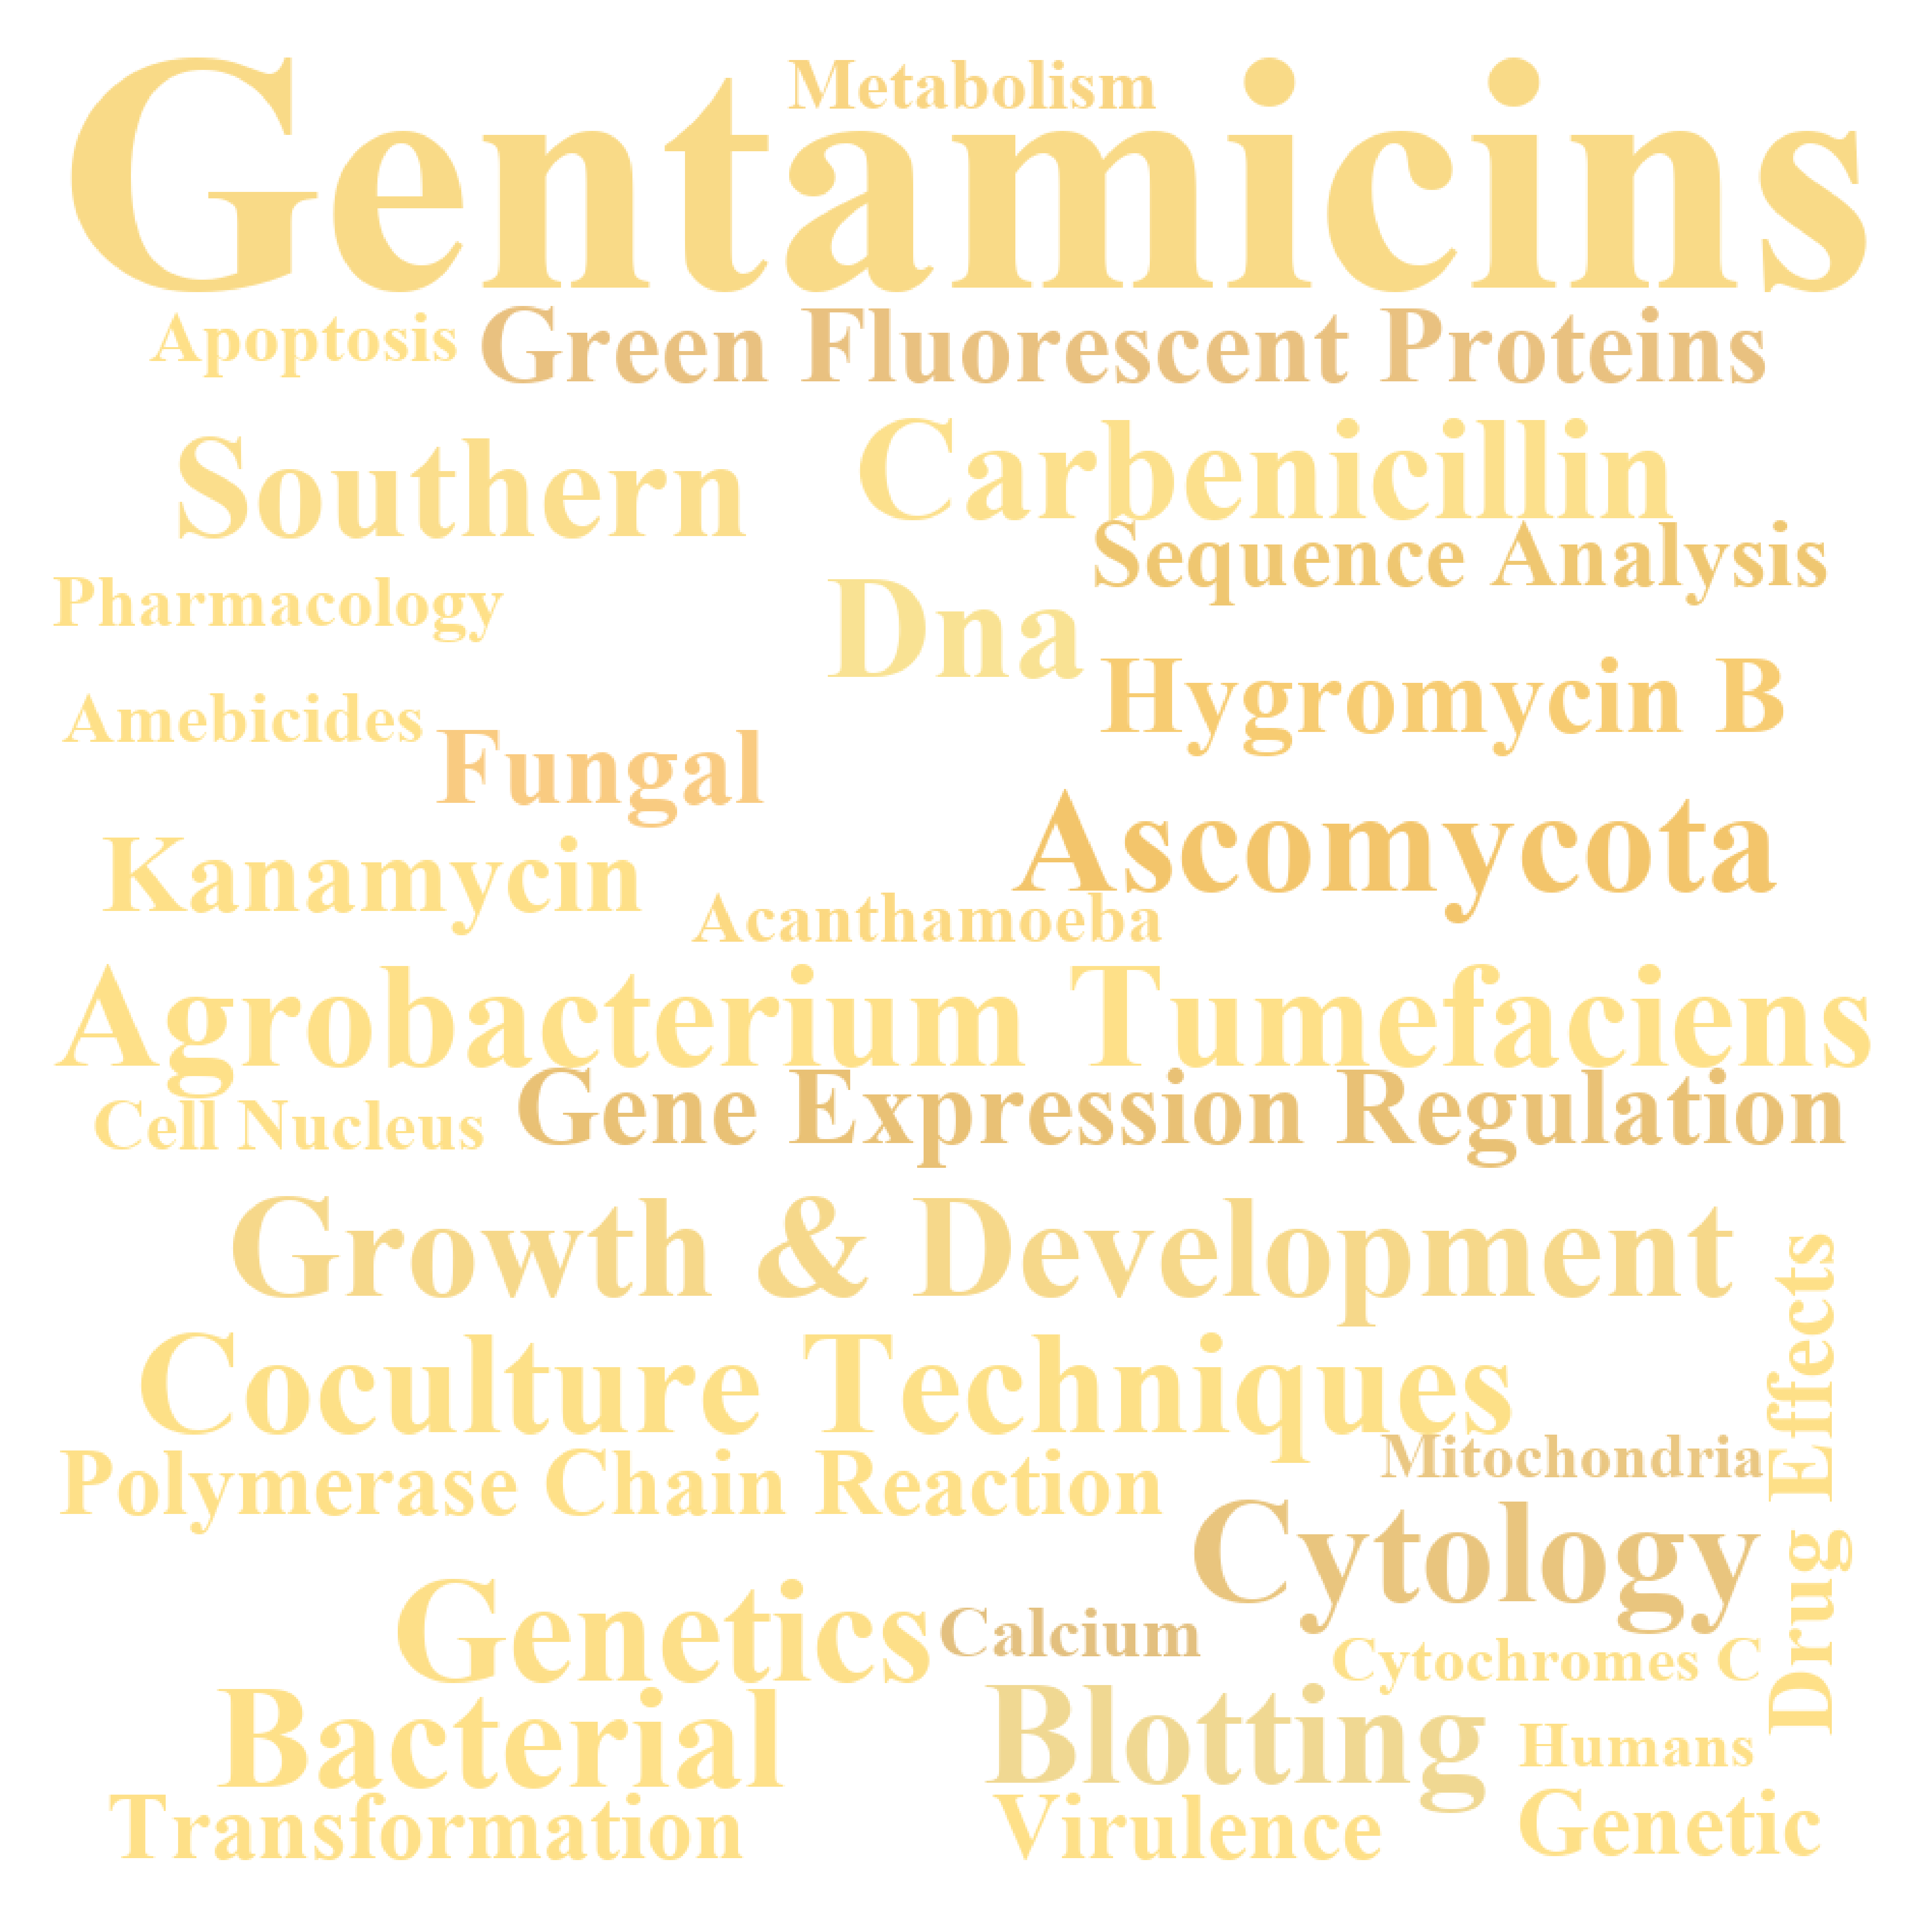 Metabolism
Gentamicins
Apoptosis
Green Fluorescent Proteins
Southern
Carbenicillin
Sequence Analysis
Pharmacology
Dna
Hygromycin B
Amebicides
Fungal
Ascomycota
Kanamycin
Acanthamoeba
Agrobacterium Tumefaciens
Cell Nucleus
Gene Expression Regulation
Growth & Development
Drug Effects
Coculture Techniques
Mitochondria
Polymerase Chain Reaction
Cytology
Genetics
Calcium
Cytochromes C
Bacterial
Blotting
Humans
Transformation
Virulence
Genetic